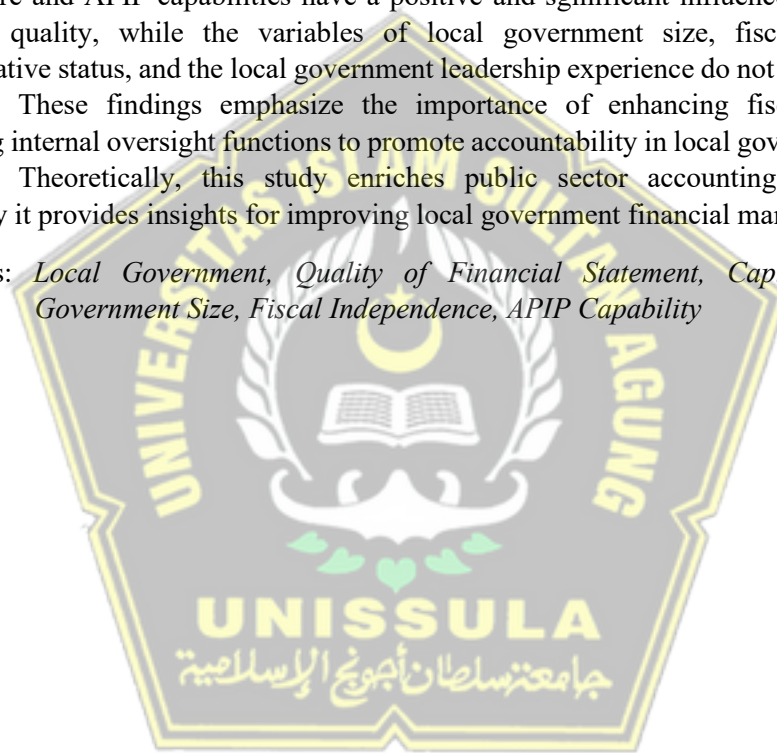 re and APIP capabilities have a positive and sgnificant influence
quality, while the variables of local government size, fisc
ative status, and the local government leadership experience do not
These findings emphasize the importance of enhancing fis
g internal oversight functions to promote accountability in local gov
Theoretically, this study enriches public sector accounting
y it provides insights for improving local government financial mar
s: Local Government, Quality of Financial Statement, Cap
Government Size, Fiscal Independence, APIP Capability
UNIVERSITAS ISLAM SULTAN AGUNG
UNISSULA
جامعتسلطان أجونج الإسلامية